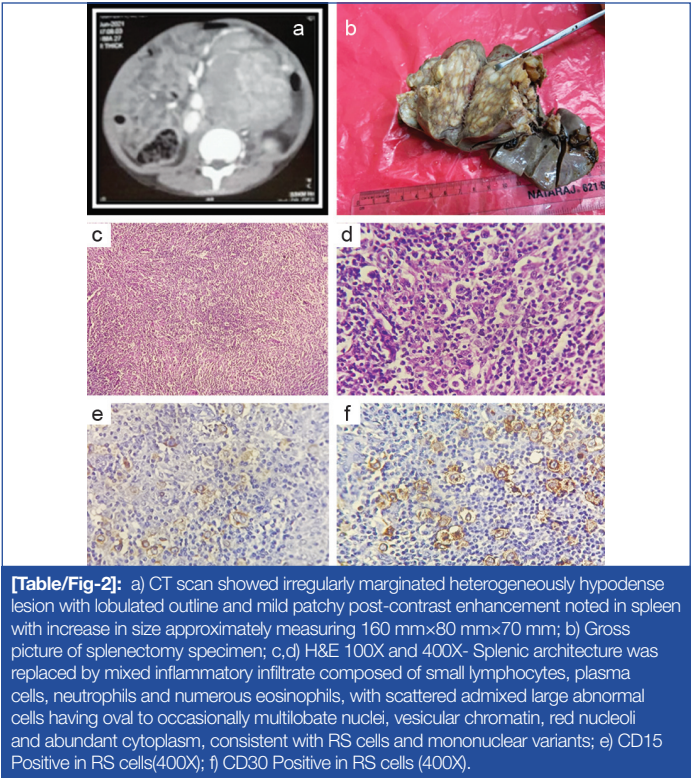 a
b
Jun-2021
THICK
NATARAJ - 621 S
c
d
e
f
[Table/Fig-2]: a) CT scan showed irregularly marginated heterogeneously hypodense
lesion with lobulated outline and mild patchy post-contrast enhancement noted in spleen
with increase in size approximately measuring 160 mm×80 mm×70 mm; b) Gross
picture of splenectomy specimen; c,d) H&E 100X and 400X- Splenic architecture was
replaced by mixed inflammatory infiltrate composed of small lymphocytes, plasma
cells, neutrophils and numerous eosinophils, with scattered admixed large abnormal
cells having oval to occasionally multilobate nuclei, vesicular chromatin, red nucleoli
and abundant cytoplasm, consistent with RS cells and mononuclear variants; e) CD15
Positive in RS cells(400X); f) CD30 Positive in RS cells (400X).